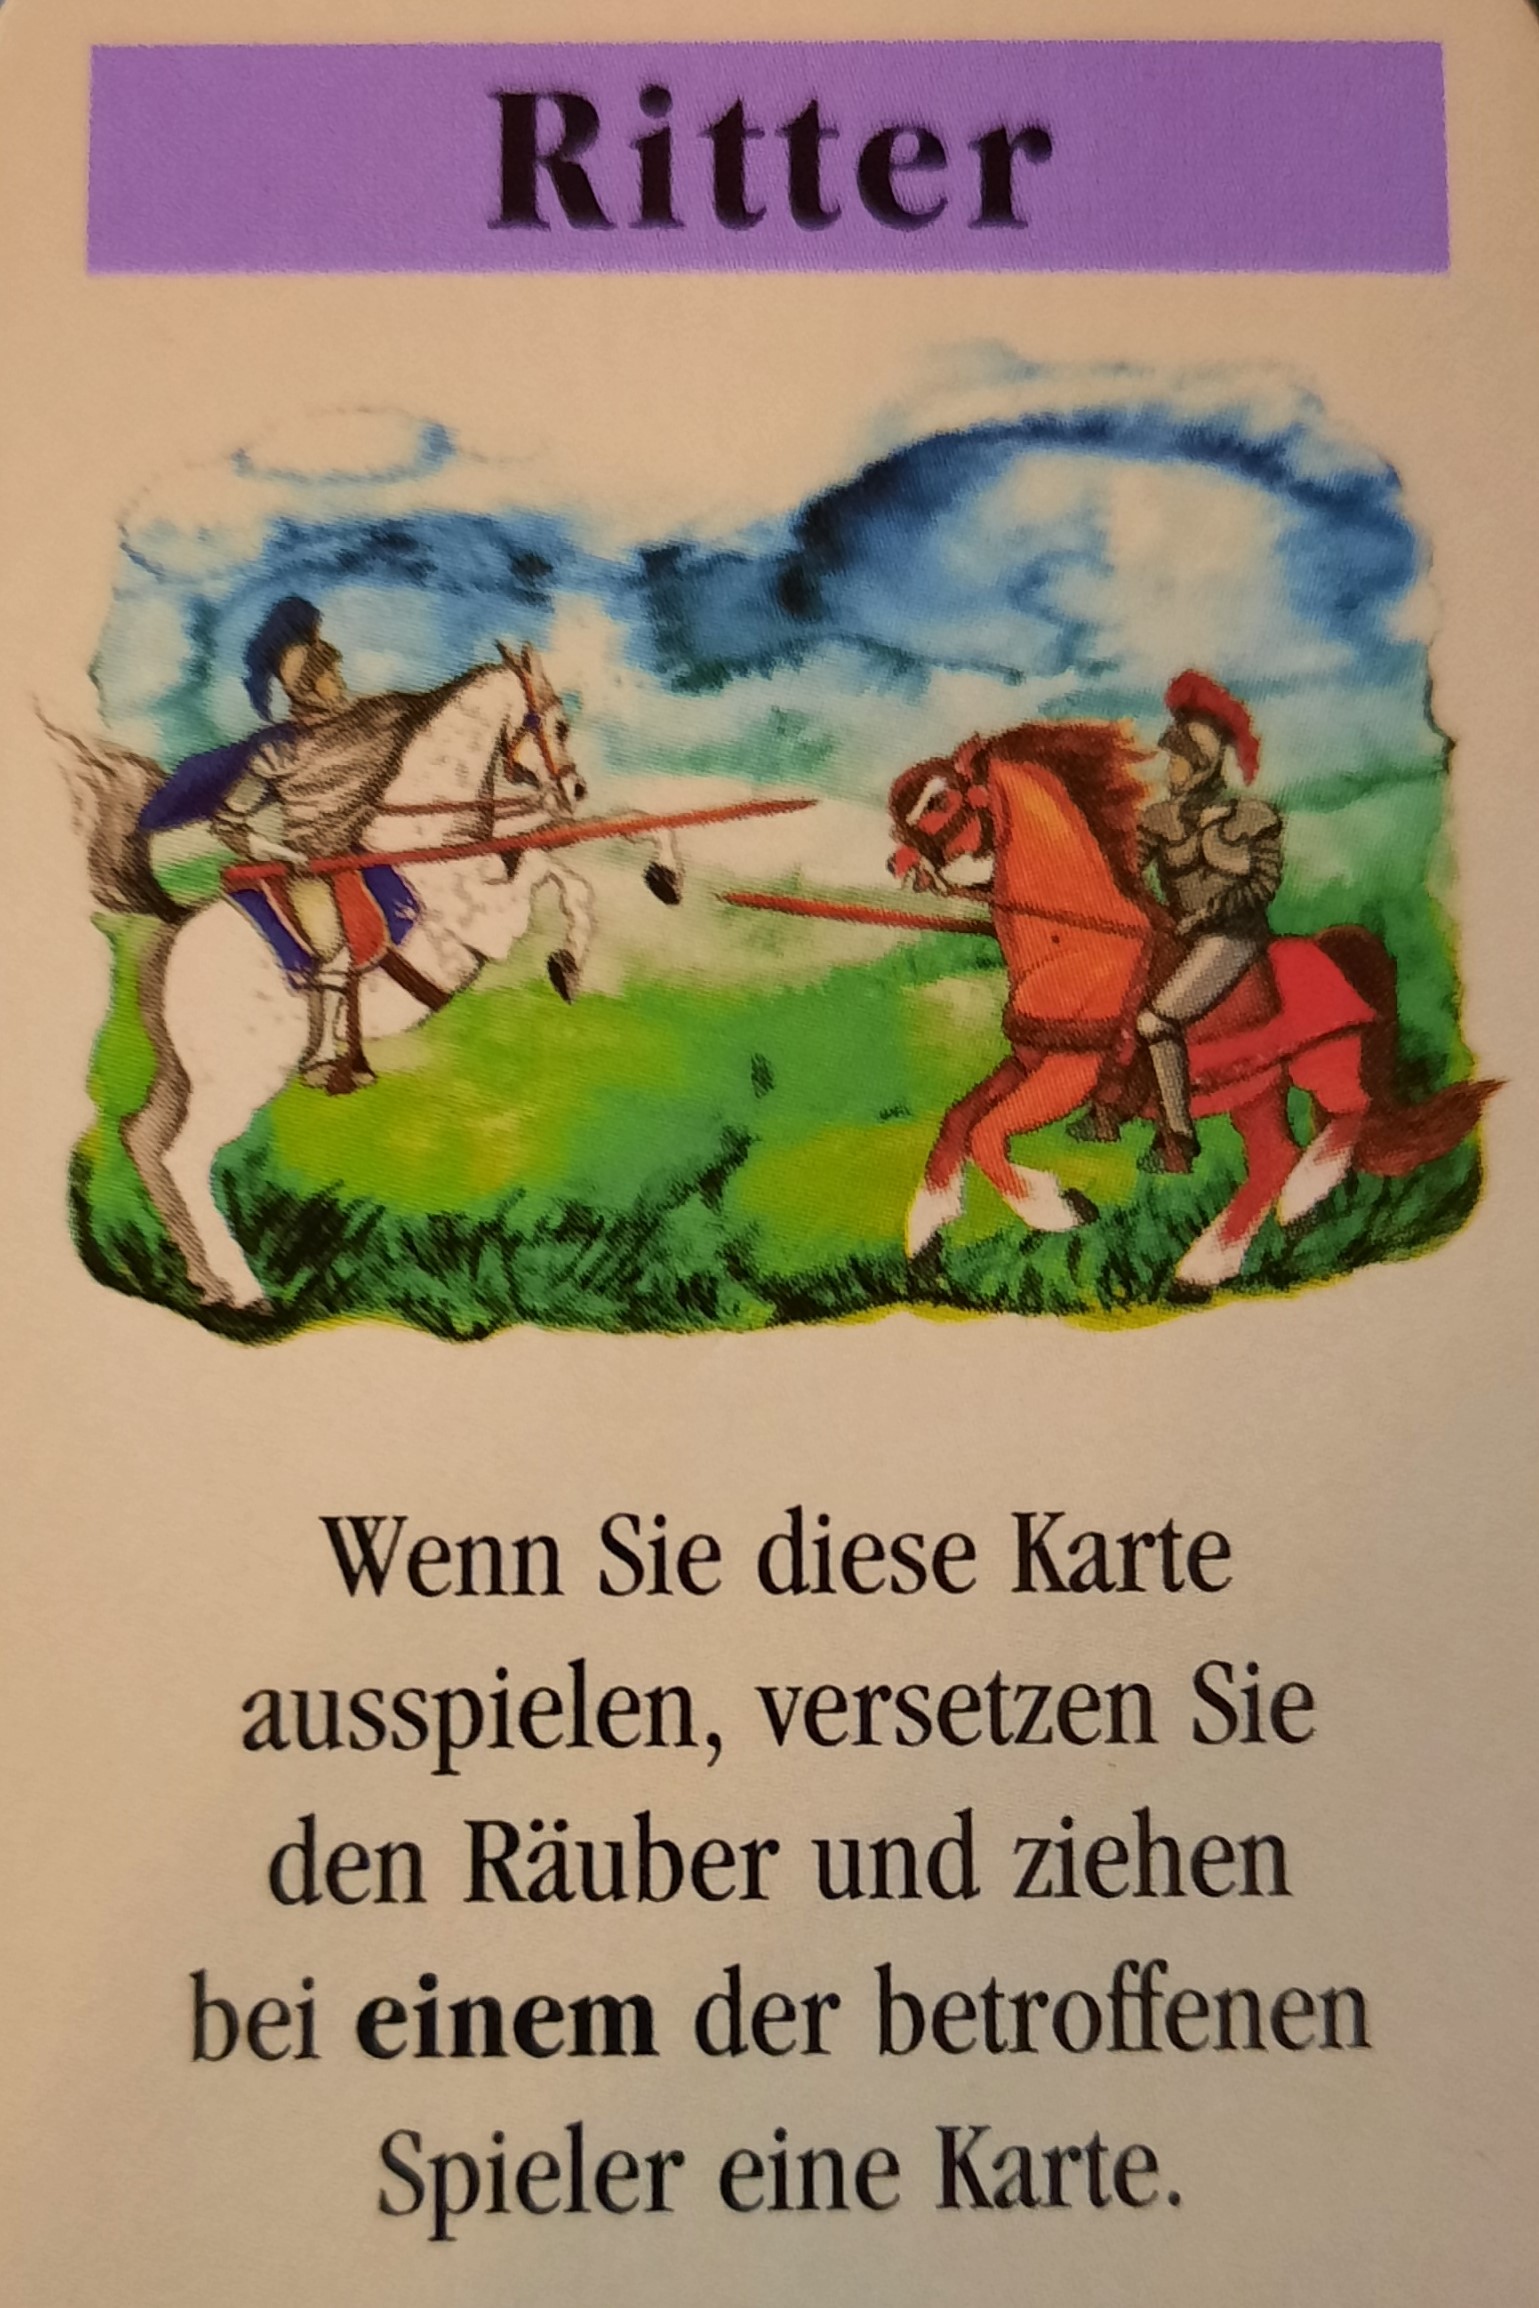 Ritter
Wenn Sie diese Karte
ausspielen, versetzen Sie
den Räuber und ziehen
bei einem der betroffenen
Spieler eine Karte.